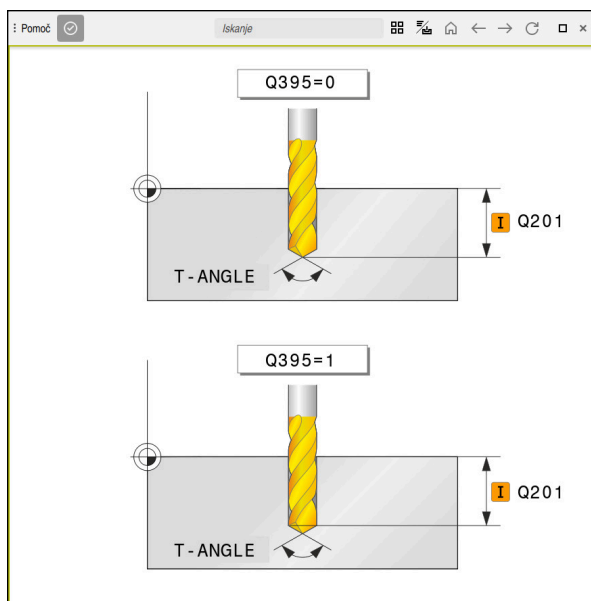 Pomoč Iskanje
Q395=0
I Q201
T-ANGLE
Q395=1
I Q201
T-ANGLE